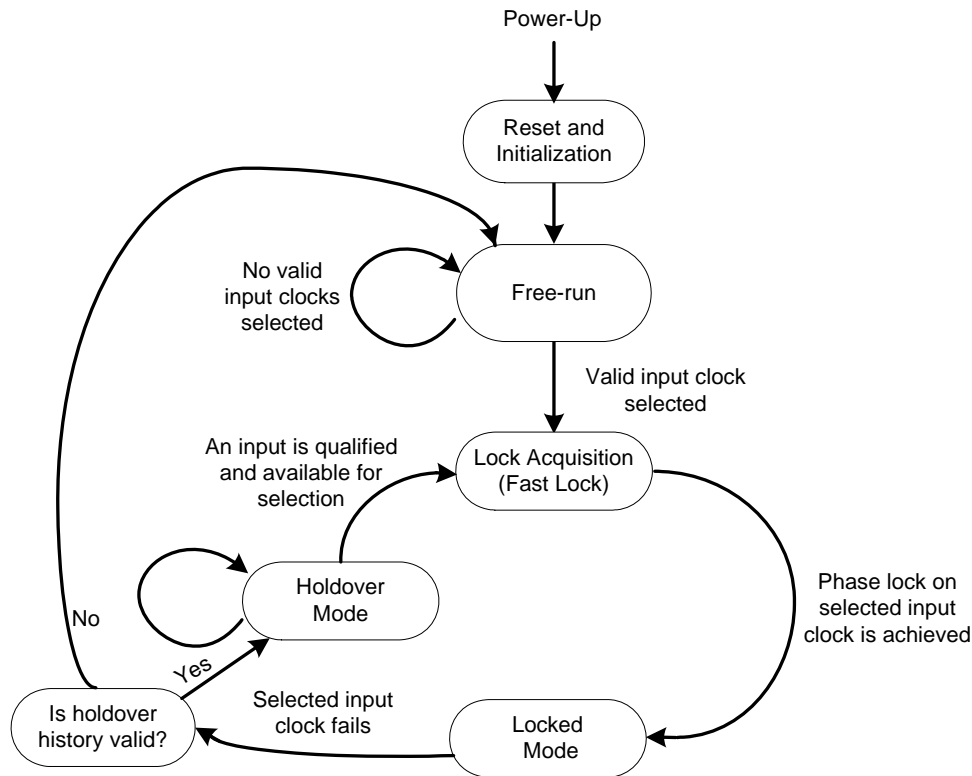 Power-Up
Reset and
Initialization
No valid
input clocks
selected
Free-run
Valid input clock
selected
An input is qualified
and available for
selection
Lock Acquisition
(Fast Lock)
Holdover
Mode
Phase lock on
selected input
clock is achieved
No
Yes
Is holdover
history valid?
Selected input
clock fails
Locked
Mode